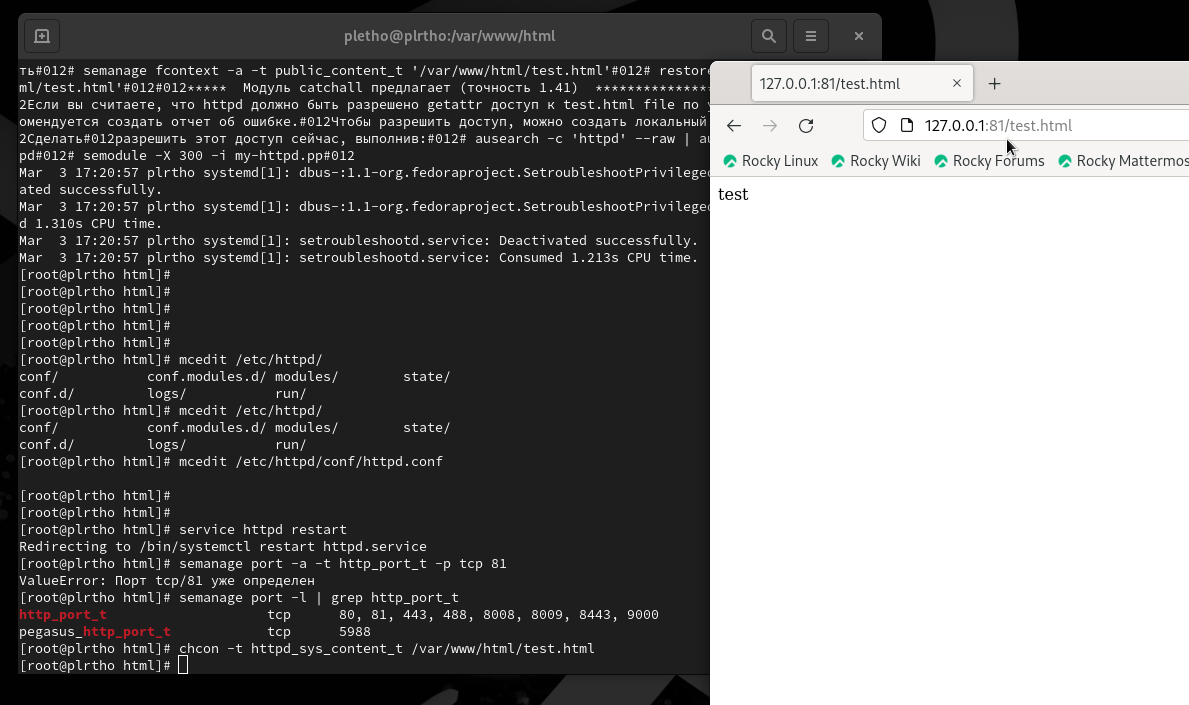 pletho@plrtho:/var/www/html
ть#012# semanage fcontext -a -t public_content_t '/var/www/html/test.html'#012# restore
ml/test.html'#012#012***** Модуль catchall предлагает (точность 1.41) **************
2Если вы считаете, что httpd должно быть разрешено getattr доступ к test.html file по у
омендуется создать отчет об ошибке.#012Чтобы разрешить доступ, можно создать локальный
2Сделать#012разрешить этот доступ сейчас, выполнив:#012# ausearch -c 'httpd' --raw | au
pd#012# semodule -X 300 -i my-httpd.pp#012
Mar  3 17:20:57 plrtho systemd[1]: dbus-:1.1-org.fedoraproject.SetroubleshootPrivileged
ated successfully.
Mar  3 17:20:57 plrtho systemd[1]: dbus-:1.1-org.fedoraproject.SetroubleshootPrivileged
d 1.310s CPU time.
Mar  3 17:20:57 plrtho systemd[1]: setroubleshootd.service: Deactivated successfully.
Mar  3 17:20:57 plrtho systemd[1]: setroubleshootd.service: Consumed 1.213s CPU time.
[root@plrtho html]#
[root@plrtho html]#
[root@plrtho html]#
[root@plrtho html]#
[root@plrtho html]#
[root@plrtho html]# mcedit /etc/httpd/
conf/           conf.modules.d/ modules/        state/
conf.d/         logs/           run/
[root@plrtho html]# mcedit /etc/httpd/
conf/           conf.modules.d/ modules/        state/
conf.d/         logs/           run/
[root@plrtho html]# mcedit /etc/httpd/conf/httpd.conf
[root@plrtho html]#
[root@plrtho html]#
[root@plrtho html]# service httpd restart
Redirecting to /bin/systemctl restart httpd.service
[root@plrtho html]# semanage port -a -t http_port_t -p tcp 81
ValueError: Порт tcp/81 уже определен
[root@plrtho html]# semanage port -l | grep http_port_t
http_port_t                    tcp      80, 81, 443, 488, 8008, 8009, 8443, 9000
pegasus_http_port_t            tcp      5988
[root@plrtho html]# chcon -t httpd_sys_content_t /var/www/html/test.html
[root@plrtho html]#
127.0.0.1:81/test.html
127.0.0.1:81/test.html
Rocky Linux Rocky Wiki Rocky Forums Rocky Mattermos
test